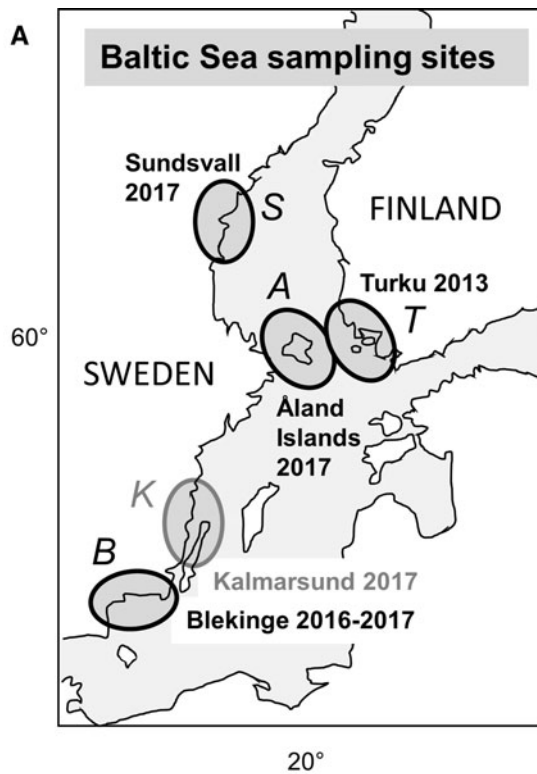 A
Baltic Sea sampling sites
Sundsvall
2017
S
FINLAND
A
Turku 2013
T
60°
SWEDEN
Åland
Islands
2017
K
B
Kalmarsund 2017
Blekinge 2016-2017
20°